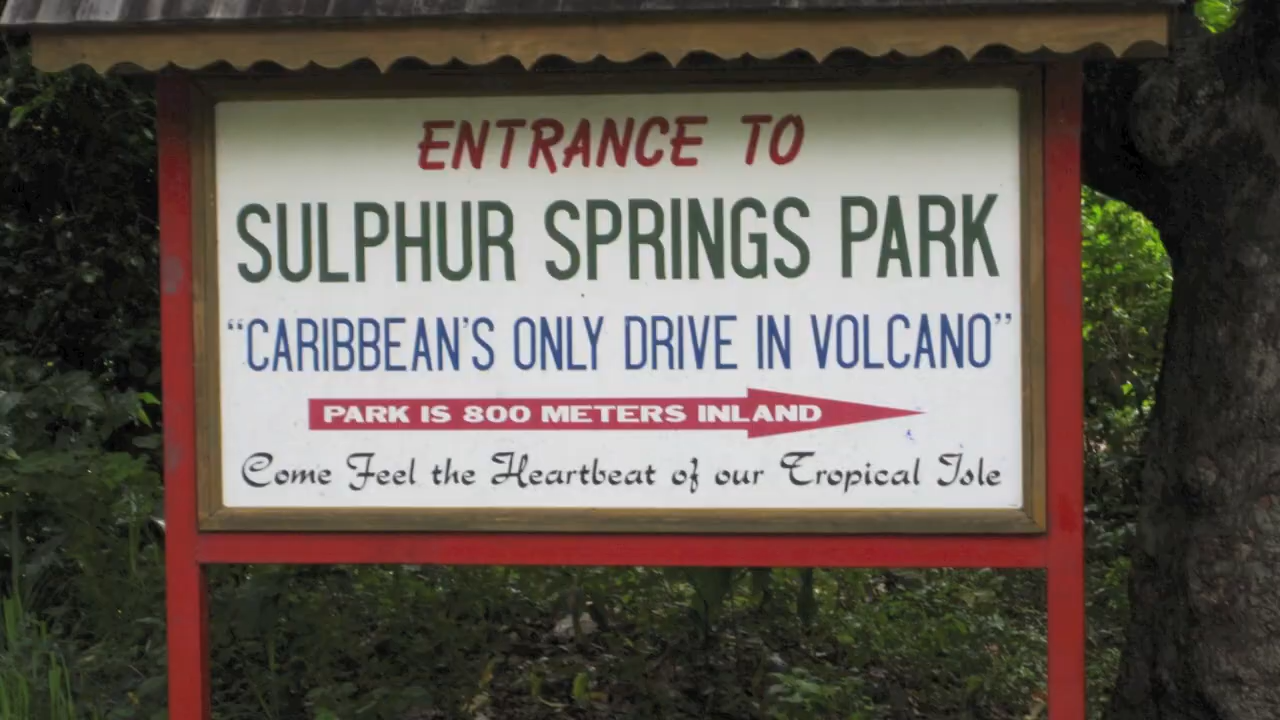 ENTRANCE TO
SULPHUR SPRINGS PARK
“CARIBBEAN'S ONLY DRIVE IN VOLCANO”
PARK IS 800 METERS INLAND
Come Feel the Heartbeat of our Tropical Isle